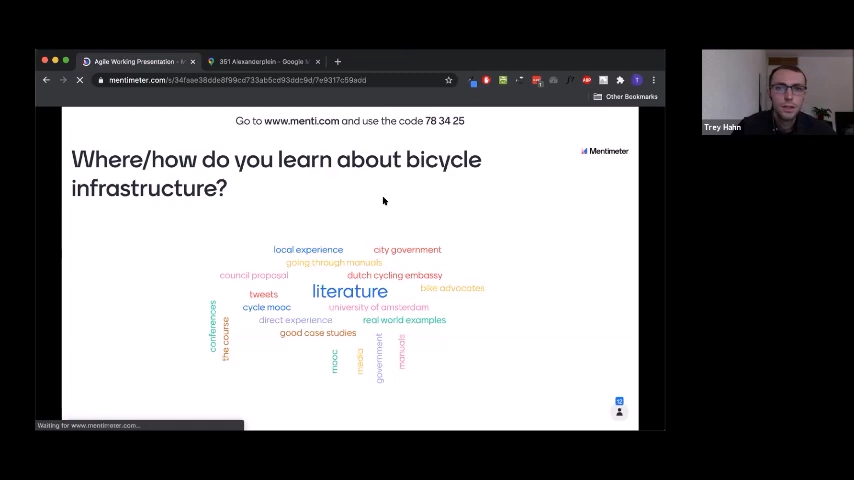 Agile Working Presentation - M
351 Alexanderplein - Google M
mentimeter.com/s/34faae38dde8f99cd733ab5cd93ddc9d/7e9317c59add
Other Bookmarks
Go to www.menti.com and use the code 78 34 25
Where/how do you learn about bicycle
infrastructure?
Mentimeter
Trey Hahn
local experience
city government
going through manuals
council proposal
dutch cycling embassy
tweets
literature
bike advocates
cycle mooc
university of amsterdam
direct experience
real world examples
good case studies
conferences
the course
mooc
media
government
manuals
12
Waiting for www.mentimeter.com...